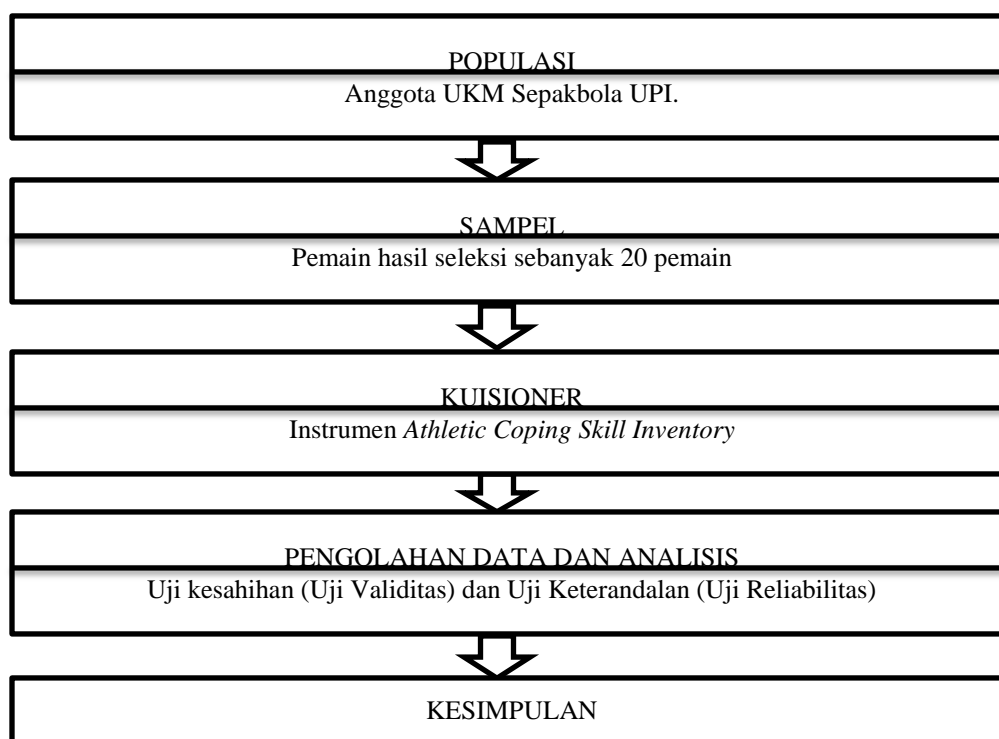 POPULASI
Anggota UKM Sepakbola UPI.
SAMPEL
Pemain hasil seleksi sebanyak 20 pemain
KUISIONER
Instrumen Athletic Coping Skill Inventory
PENGOLAHAN DATA DAN ANALISIS
Uji kesahihan (Uji Validitas) dan Uji Keterandalan (Uji Reliabilitas)
KESIMPULAN